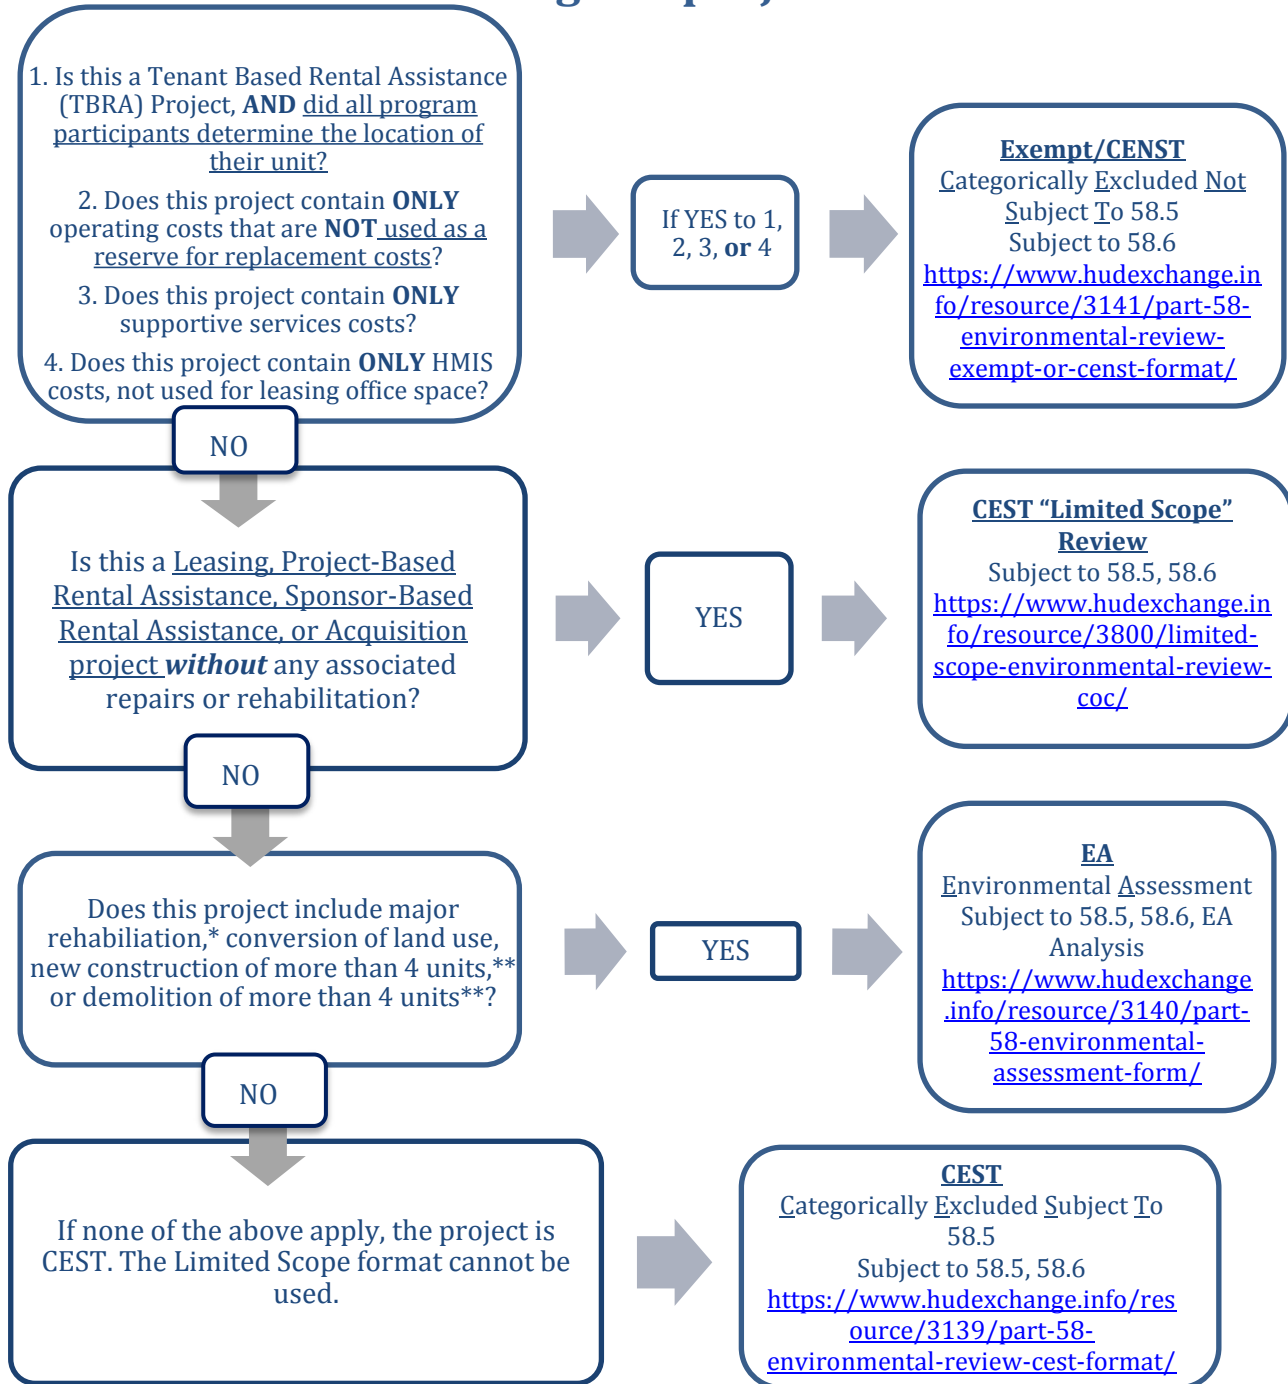 1. Is this a Tenant Based Rental Assistance
(TBRA) Project, AND did all program
participants determine the location of
their unit?
2. Does this project contain ONLY
operating costs that are NOT used as a
reserve for replacement costs?
3. Does this project contain ONLY
supportive services costs?
4. Does this project contain ONLY HMIS
costs, not used for leasing office space?
If YES to 1,
2, 3, or 4
Exempt/CENST
Categorically Excluded Not
Subject To 58.5
Subject to 58.6
https://www.hudexchange.in
fo/resource/3141/part-58-
environmental-review-
exempt-or-censt-format/
NO
Is this a Leasing, Project-Based
Rental Assistance, Sponsor-Based
Rental Assistance, or Acquisition
project without any associated
repairs or rehabilitation?
YES
CEST “Limited Scope”
Review
Subject to 58.5, 58.6
https://www.hudexchange.in
fo/resource/3800/limited-
scope-environmental-review-
coc/
NO
Does this project include major
rehabiliation,* conversion of land use,
new construction of more than 4 units,**
or demolition of more than 4 units**?
YES
EA
Environmental Assessment
Subject to 58.5, 58.6, EA
Analysis
https://www.hudexchange
.info/resource/3140/part-
58-environmental-
assessment-form/
NO
If none of the above apply, the project is
CEST. The Limited Scope format cannot be
used.
CEST
Categorically Excluded Subject To
58.5
Subject to 58.5, 58.6
https://www.hudexchange.info/res
ource/3139/part-58-
environmental-review-cest-format/